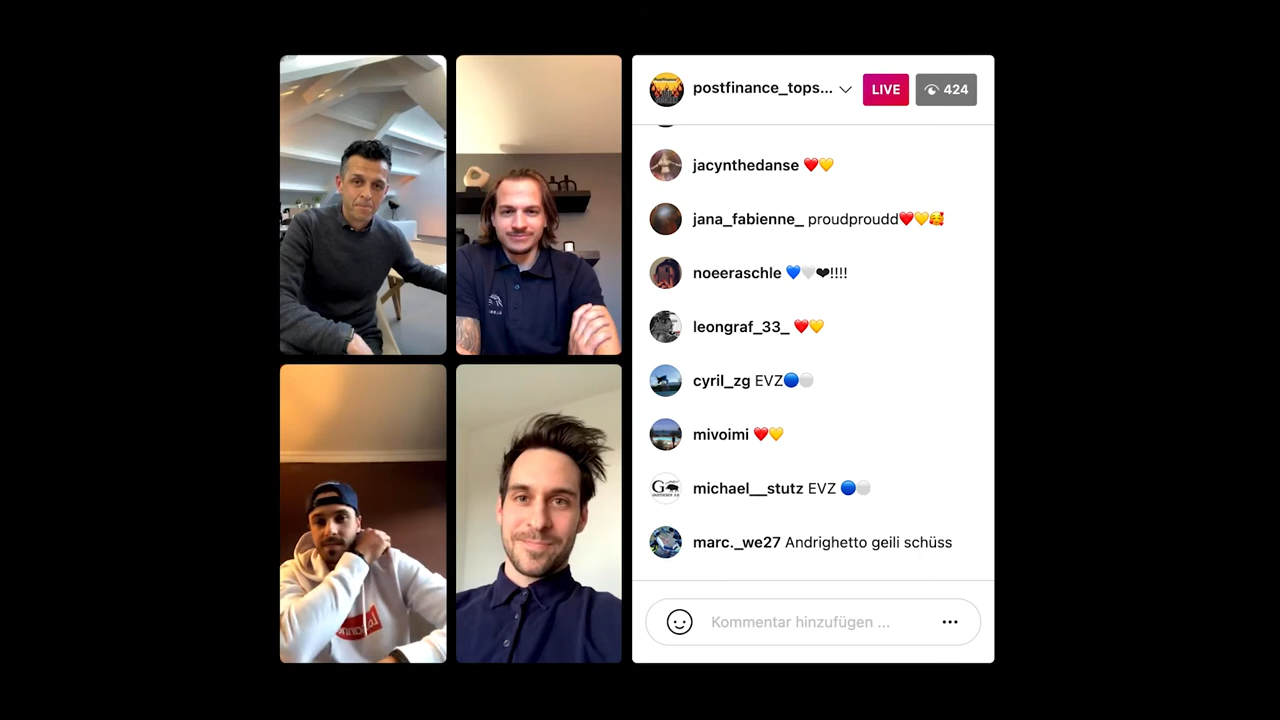 postfinance_tops...
LIVE
424
jacynthedanse ❤️💛
jana_fabienne_ proudproudd❤️💛🥰
noeeraschle 💙🤍❤!!!!
leongraf_33_ ❤️💛
cyril_zg EVZ🔵⚪
mivoimi ❤️💛
michael__stutz EVZ 🔵⚪
marc._we27 Andrighetto geili schüss
Kommentar hinzufügen ...